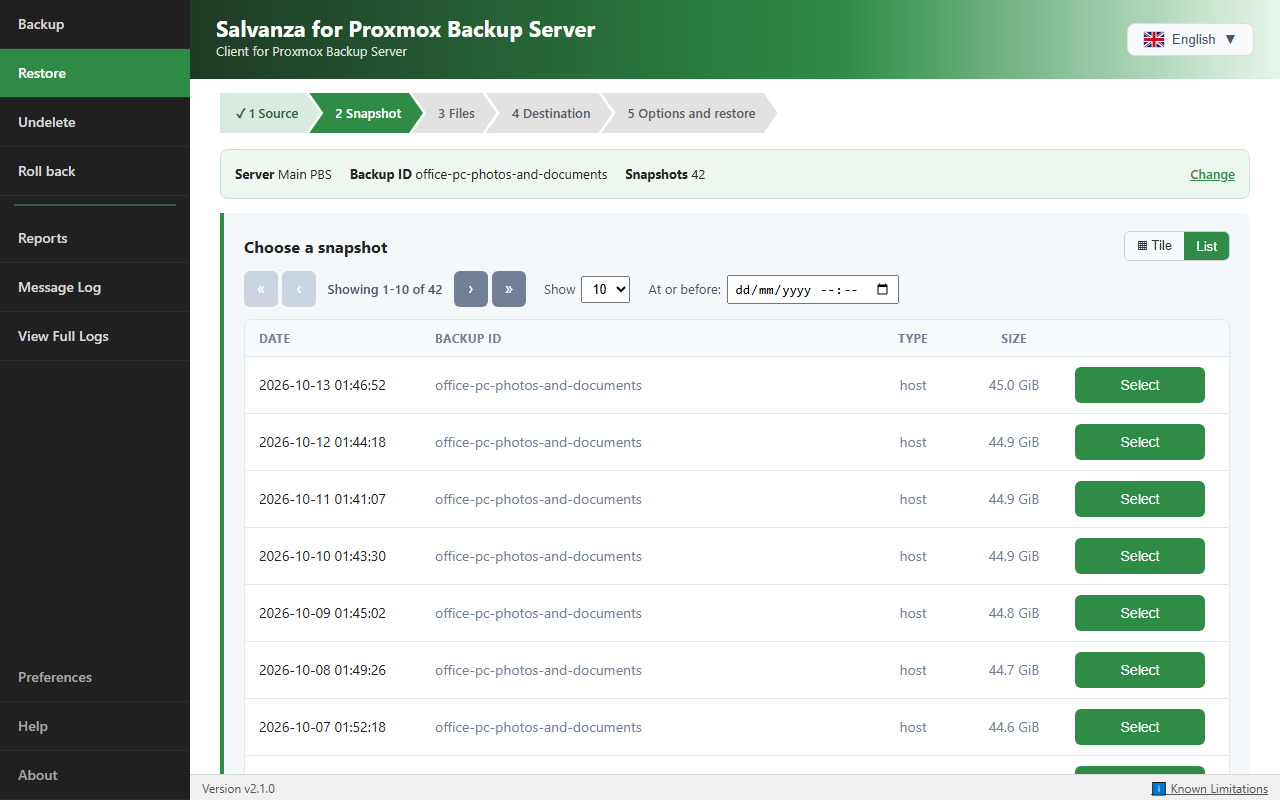 Backup
Restore
Undelete
Roll back
Reports
Message Log
View Full Logs
Preferences
Help
About
Salvanza for Proxmox Backup Server
Client for Proxmox Backup Server
English ▼
✓ 1 Source
2 Snapshot
3 Files
4 Destination
5 Options and restore
Server Main PBS Backup ID office-pc-photos-and-documents Snapshots 42 Change
Choose a snapshot
Tile List
« ‹ Showing 1-10 of 42 › » Show 10 At or before: dd/mm/yyyy --:--
DATE BACKUP ID TYPE SIZE
2026-10-13 01:46:52 office-pc-photos-and-documents host 45.0 GiB Select
2026-10-12 01:44:18 office-pc-photos-and-documents host 44.9 GiB Select
2026-10-11 01:41:07 office-pc-photos-and-documents host 44.9 GiB Select
2026-10-10 01:43:30 office-pc-photos-and-documents host 44.9 GiB Select
2026-10-09 01:45:02 office-pc-photos-and-documents host 44.8 GiB Select
2026-10-08 01:49:26 office-pc-photos-and-documents host 44.7 GiB Select
2026-10-07 01:52:18 office-pc-photos-and-documents host 44.6 GiB Select
Version v2.1.0
i Known Limitations